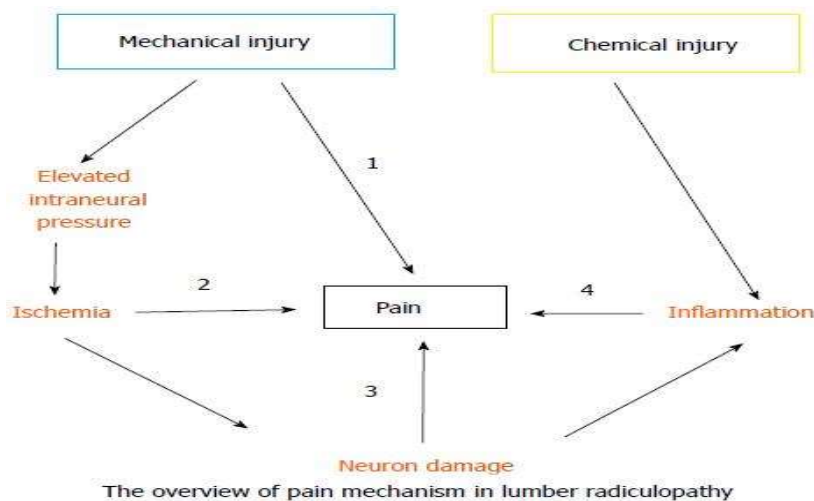 Mechanical injury
Chemical injury
1
Elevated
intraneural
pressure
2
4
Ischemia
Pain
Inflammation
3
Neuron damage
The overview of pain mechanism in lumber radiculopathy